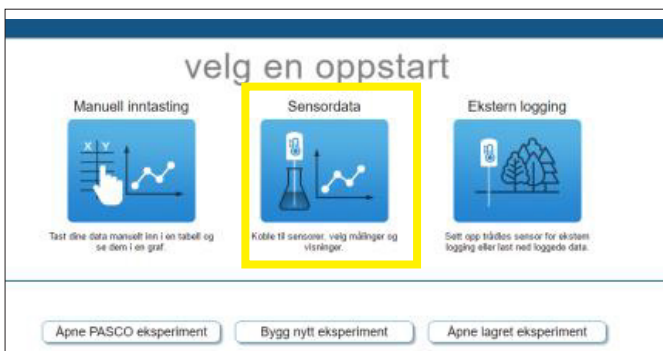 velg en oppstart
Manuell inntasting
Sensordata
Ekstern logging
X Y
Tast dine data manuelt inn i en tabell og
se dem i en graf.
Koble til sensorer, velg målinger og
visninger.
Sett opp trådløs sensor for ekstern
logging eller last ned loggede data.
Åpne PASCO eksperiment
Bygg nytt eksperiment
Åpne lagret eksperiment